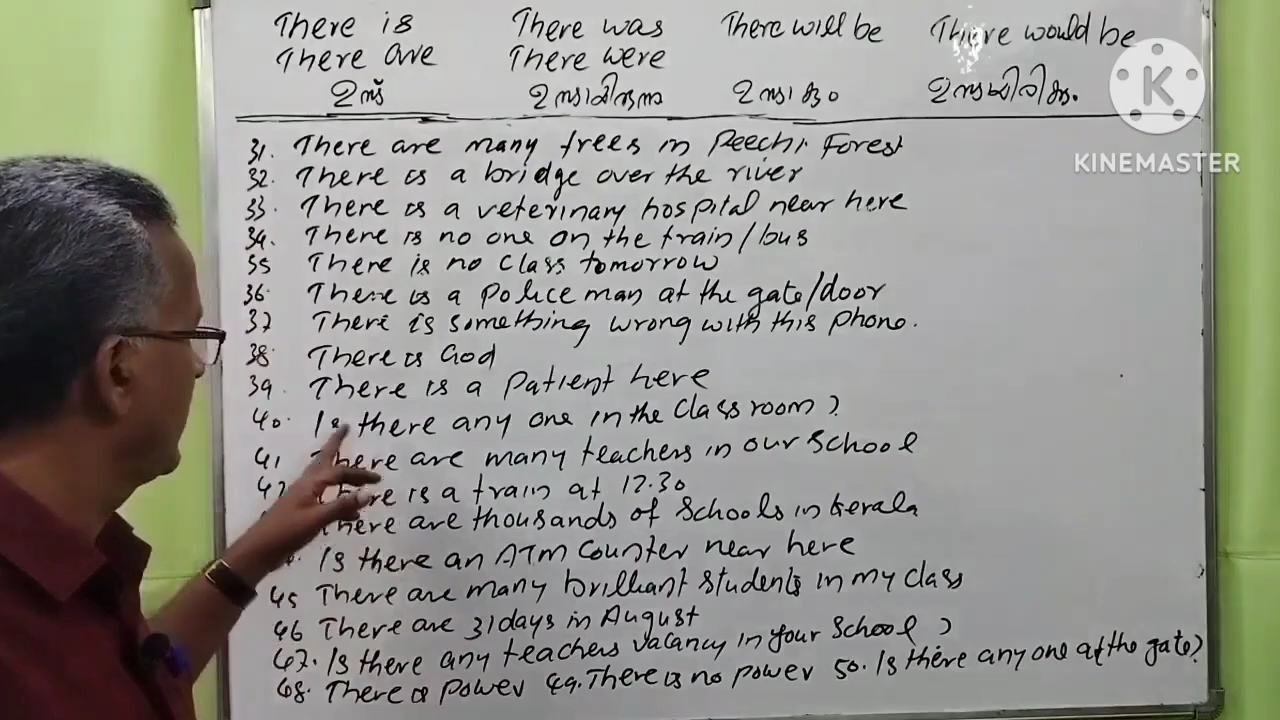 There is There was There will be There would be
There are There were
ഉണ്ട് ഉണ്ടായിരുന്നു ഉണ്ടാകും ഉണ്ടായിരിക്കും.
K
KINEMASTER
31. There are many trees in Peechi Forest
32. There is a bridge over the river
33. There is a veterinary hospital near here
34. There is no one on the train/bus
35 There is no class tomorrow
36. There is a police man at the gate/door
37 There is something wrong with this phone.
38 There is God
39. There is a patient here
40. Is there any one in the class room?
41 There are many teachers in our school
42 There is a train at 12.30
There are thousands of schools in Kerala
Is there an ATM counter near here
45 There are many brilliant students in my class
46 There are 31 days in August
47. Is there any teachers vacancy in your school ?
48. There is power 49. There is no power 50. Is there any one at the gate?